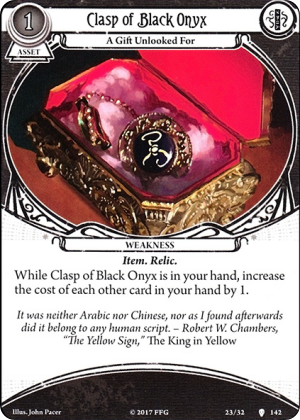 1
Clasp of Black Onyx
A Gift Unlooked For
ASSET
WEAKNESS
Item. Relic.
While Clasp of Black Onyx is in your hand, increase
the cost of each other card in your hand by 1.
It was neither Arabic nor Chinese, nor as I found afterwards
did it belong to any human script. – Robert W. Chambers,
“The Yellow Sign,” The King in Yellow
Illus. John Pacer
© 2017 FFG
23/32
142